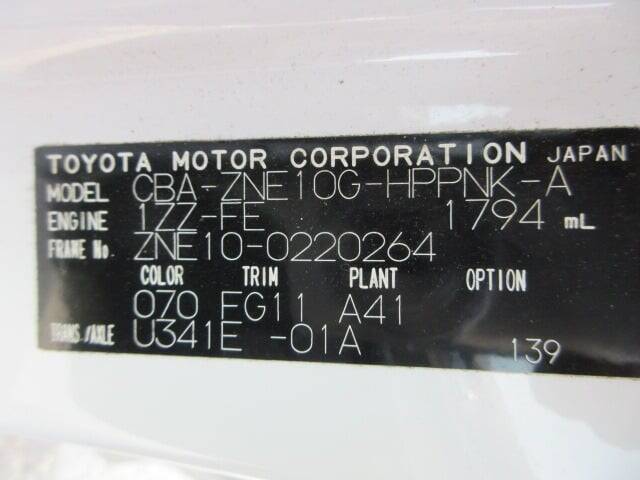 TOYOTA MOTOR CORPORATION JAPAN
MODEL CBA-ZNE10G-HPPNK-A
ENGINE 1ZZ-FE 1794 mL
FRAME No. ZNE10-0220264
COLOR TRIM PLANT OPTION
070 FG11 A41
TRANS./AXLE U341E -01A 139